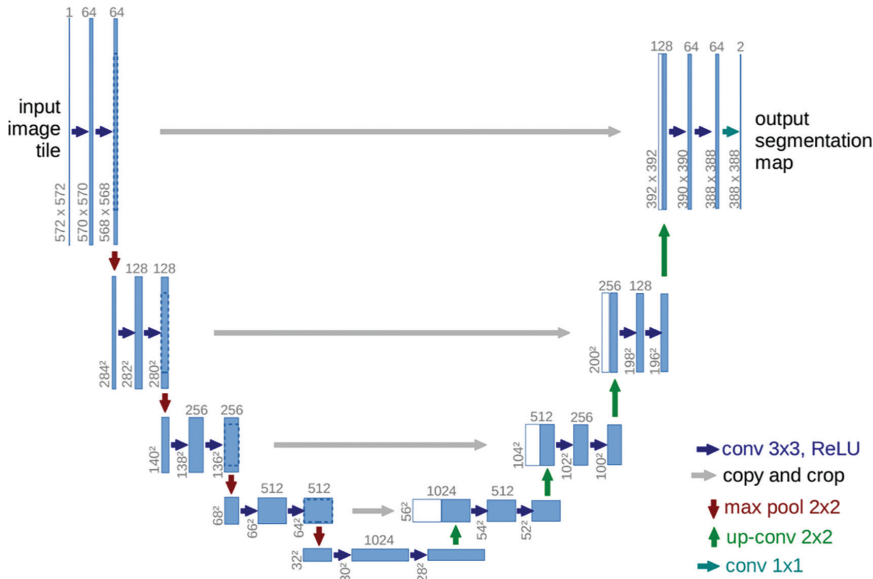 1 64 64
input
image
tile
572 x 572
570 x 570
568 x 568
128 64 64 2
output
segmentation
map
392 x 392
390 x 390
388 x 388
388 x 388
128 128
284²
282²
280²
256 128
200²
198²
196²
256 256
140²
138²
136²
512 256
104²
102²
100²
512 512
68²
66²
64²
1024 512
56²
54²
52²
1024
32²
30²
28²
conv 3x3, ReLU
copy and crop
max pool 2x2
up-conv 2x2
conv 1x1